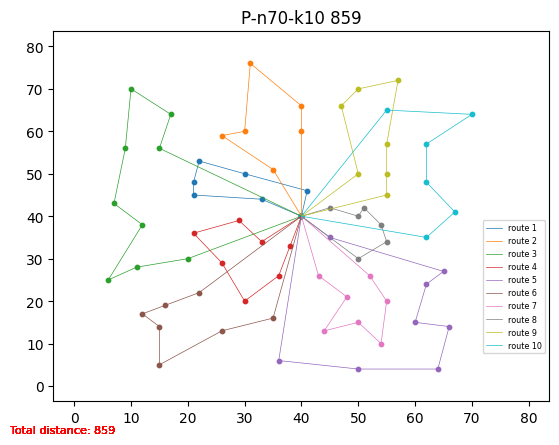 P-n70-k10 859
80
70
60
50
40
30
20
10
0
0 10 20 30 40 50 60 70 80
route 1
route 2
route 3
route 4
route 5
route 6
route 7
route 8
route 9
route 10
Total distance: 859